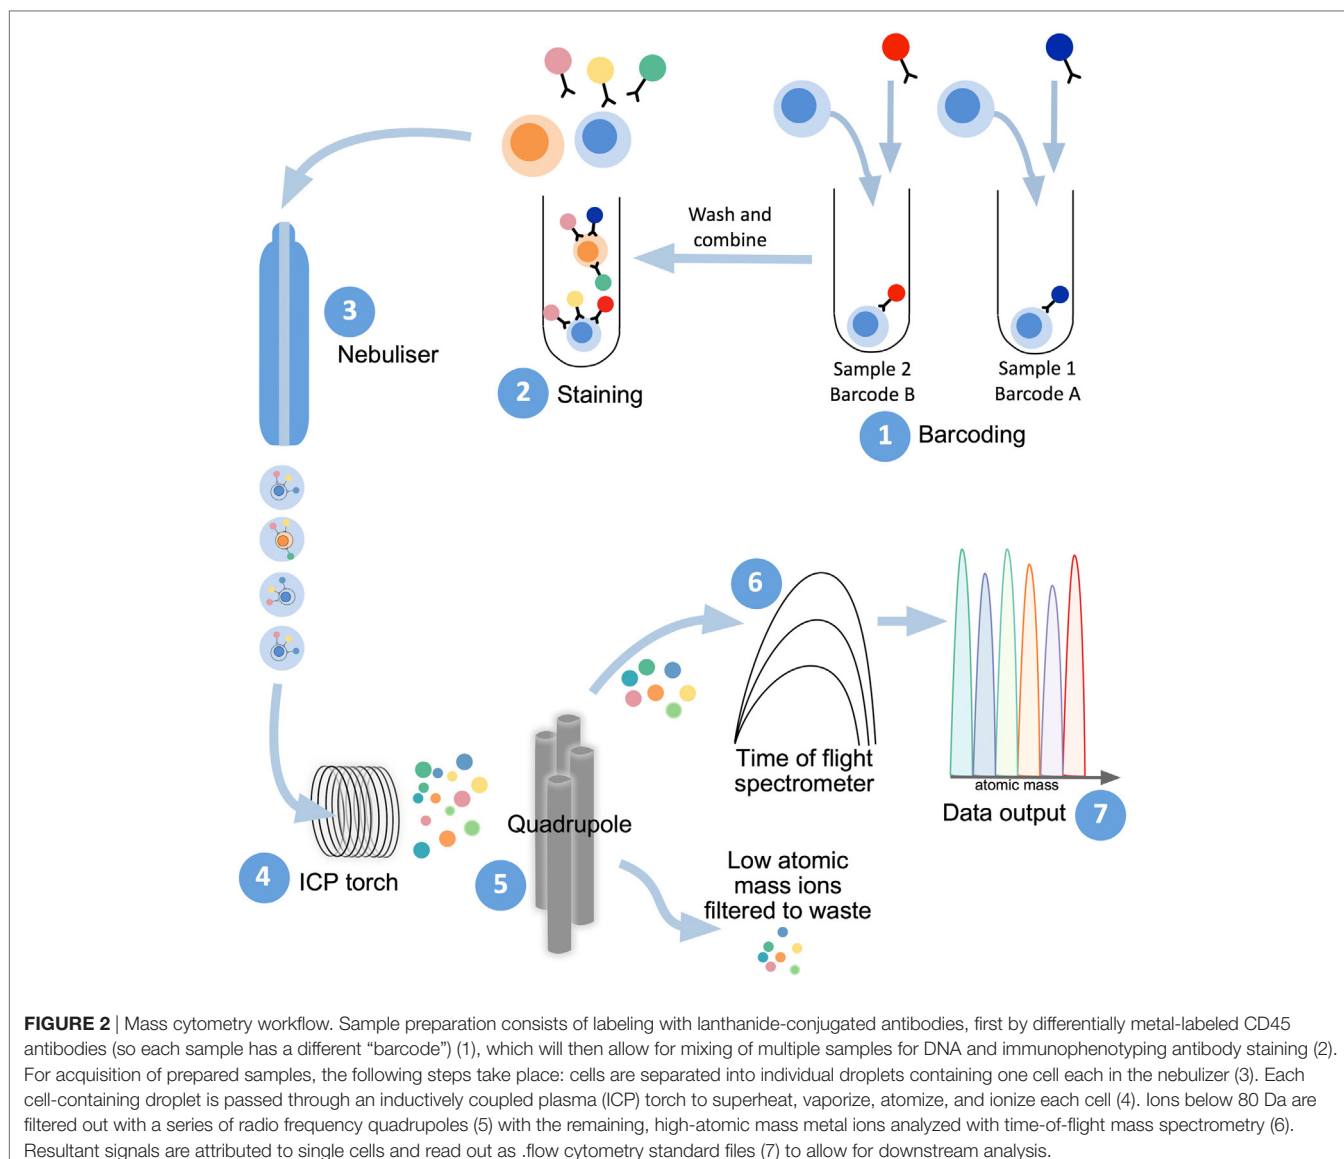 Wash and
combine
Sample 2
Barcode B
Sample 1
Barcode A
1
Barcoding
2
Staining
3
Nebuliser
4
ICP torch
5
Quadrupole
Low atomic
mass ions
filtered to waste
6
Time of flight
spectrometer
atomic mass
Data output
7
FIGURE 2 | Mass cytometry workflow. Sample preparation consists of labeling with lanthanide-conjugated antibodies, first by differentially metal-labeled CD45
antibodies (so each sample has a different “barcode”) (1), which will then allow for mixing of multiple samples for DNA and immunophenotyping antibody staining (2).
For acquisition of prepared samples, the following steps take place: cells are separated into individual droplets containing one cell each in the nebulizer (3). Each
cell-containing droplet is passed through an inductively coupled plasma (ICP) torch to superheat, vaporize, atomize, and ionize each cell (4). Ions below 80 Da are
filtered out with a series of radio frequency quadrupoles (5) with the remaining, high-atomic mass metal ions analyzed with time-of-flight mass spectrometry (6).
Resultant signals are attributed to single cells and read out as .flow cytometry standard files (7) to allow for downstream analysis.